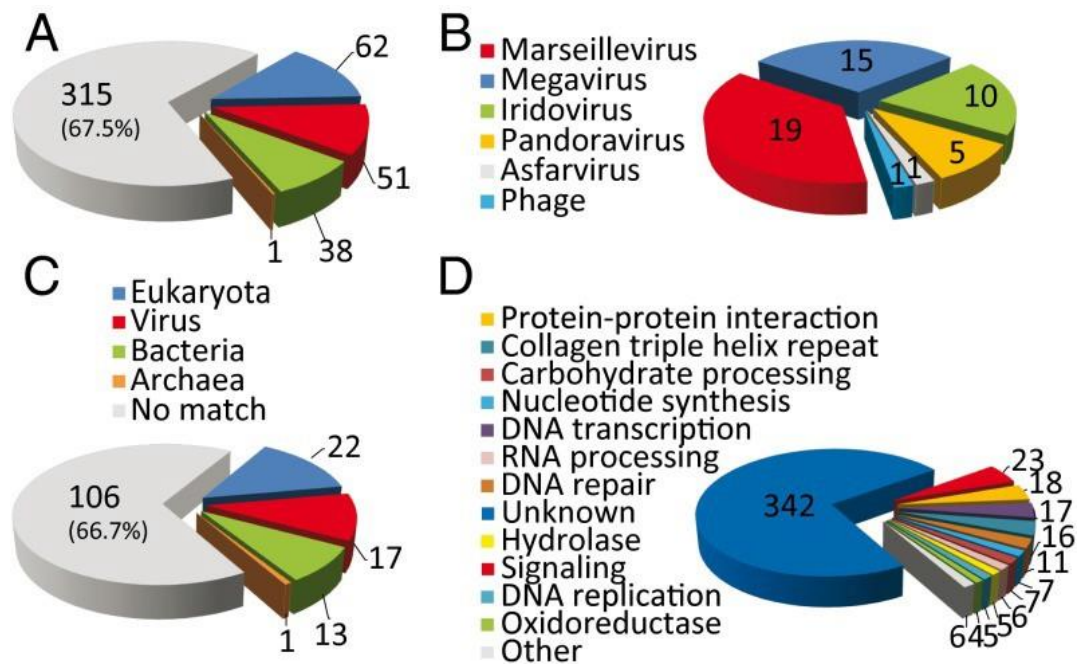 A
315
(67.5%)
62
51
38
1
B
Marseillevirus
Megavirus
Iridovirus
Pandoravirus
Asfarvirus
Phage
15
10
19
5
1
1
C
Eukaryota
Virus
Bacteria
Archaea
No match
106
(66.7%)
22
17
13
1
D
Protein-protein interaction
Collagen triple helix repeat
Carbohydrate processing
Nucleotide synthesis
DNA transcription
RNA processing
DNA repair
Unknown
Hydrolase
Signaling
DNA replication
Oxidoreductase
Other
342
23
18
17
16
11
7
7
6
5
5
4
6